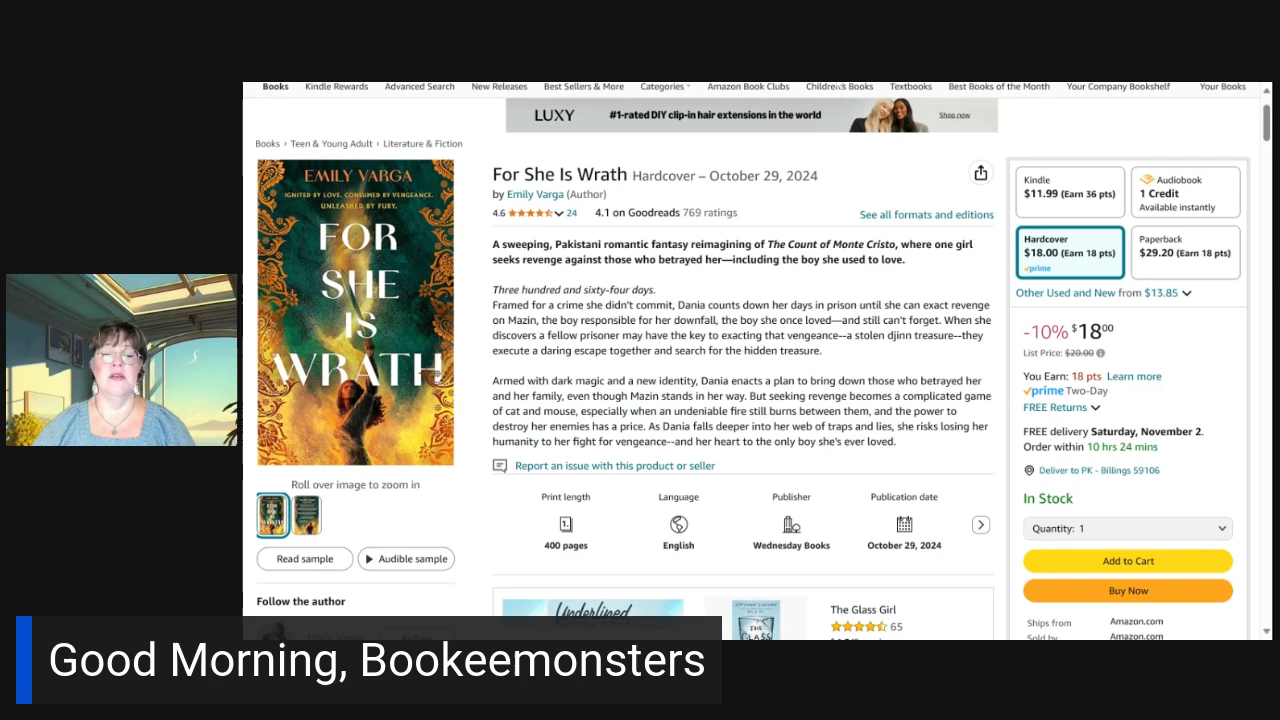 Books Kindle Rewards Advanced Search New Releases Best Sellers & More Categories Amazon Book Clubs Children's Books Textbooks Best Books of the Month Your Company Bookshelf Your Books
LUXY #1-rated DIY clip-in hair extensions in the world Shop now
Books › Teen & Young Adult › Literature & Fiction
EMILY VARGA
IGNITED BY LOVE. CONSUMED BY VENGEANCE.
UNLEASHED BY FURY.
FOR
SHE
IS
WRATH
Roll over image to zoom in
Read sample
Audible sample
Follow the author
For She Is Wrath Hardcover – October 29, 2024
by Emily Varga (Author)
4.6 24 4.1 on Goodreads 769 ratings
See all formats and editions
A sweeping, Pakistani romantic fantasy reimagining of The Count of Monte Cristo, where one girl
seeks revenge against those who betrayed her—including the boy she used to love.
Three hundred and sixty-four days.
Framed for a crime she didn't commit, Dania counts down her days in prison until she can exact revenge
on Mazin, the boy responsible for her downfall, the boy she once loved—and still can't forget. When she
discovers a fellow prisoner may have the key to exacting that vengeance--a stolen djinn treasure--they
execute a daring escape together and search for the hidden treasure.
Armed with dark magic and a new identity, Dania enacts a plan to bring down those who betrayed her
and her family, even though Mazin stands in her way. But seeking revenge becomes a complicated game
of cat and mouse, especially when an undeniable fire still burns between them, and the power to
destroy her enemies has a price. As Dania falls deeper into her web of traps and lies, she risks losing her
humanity to her fight for vengeance--and her heart to the only boy she's ever loved.
Report an issue with this product or seller
Print length Language Publisher Publication date
400 pages English Wednesday Books October 29, 2024
Underlined
THE
GLASS
The Glass Girl
65
Kindle
$11.99 (Earn 36 pts)
Audiobook
1 Credit
Available instantly
Hardcover
$18.00 (Earn 18 pts)
prime
Paperback
$29.20 (Earn 18 pts)
Other Used and New from $13.85
-10% $18 00
List Price: $20.00
You Earn: 18 pts Learn more
prime Two-Day
FREE Returns
FREE delivery Saturday, November 2.
Order within 10 hrs 24 mins
Deliver to PK - Billings 59106
In Stock
Quantity: 1
Add to Cart
Buy Now
Ships from Amazon.com
Sold by Amazon.com
Good Morning, Bookeemonsters